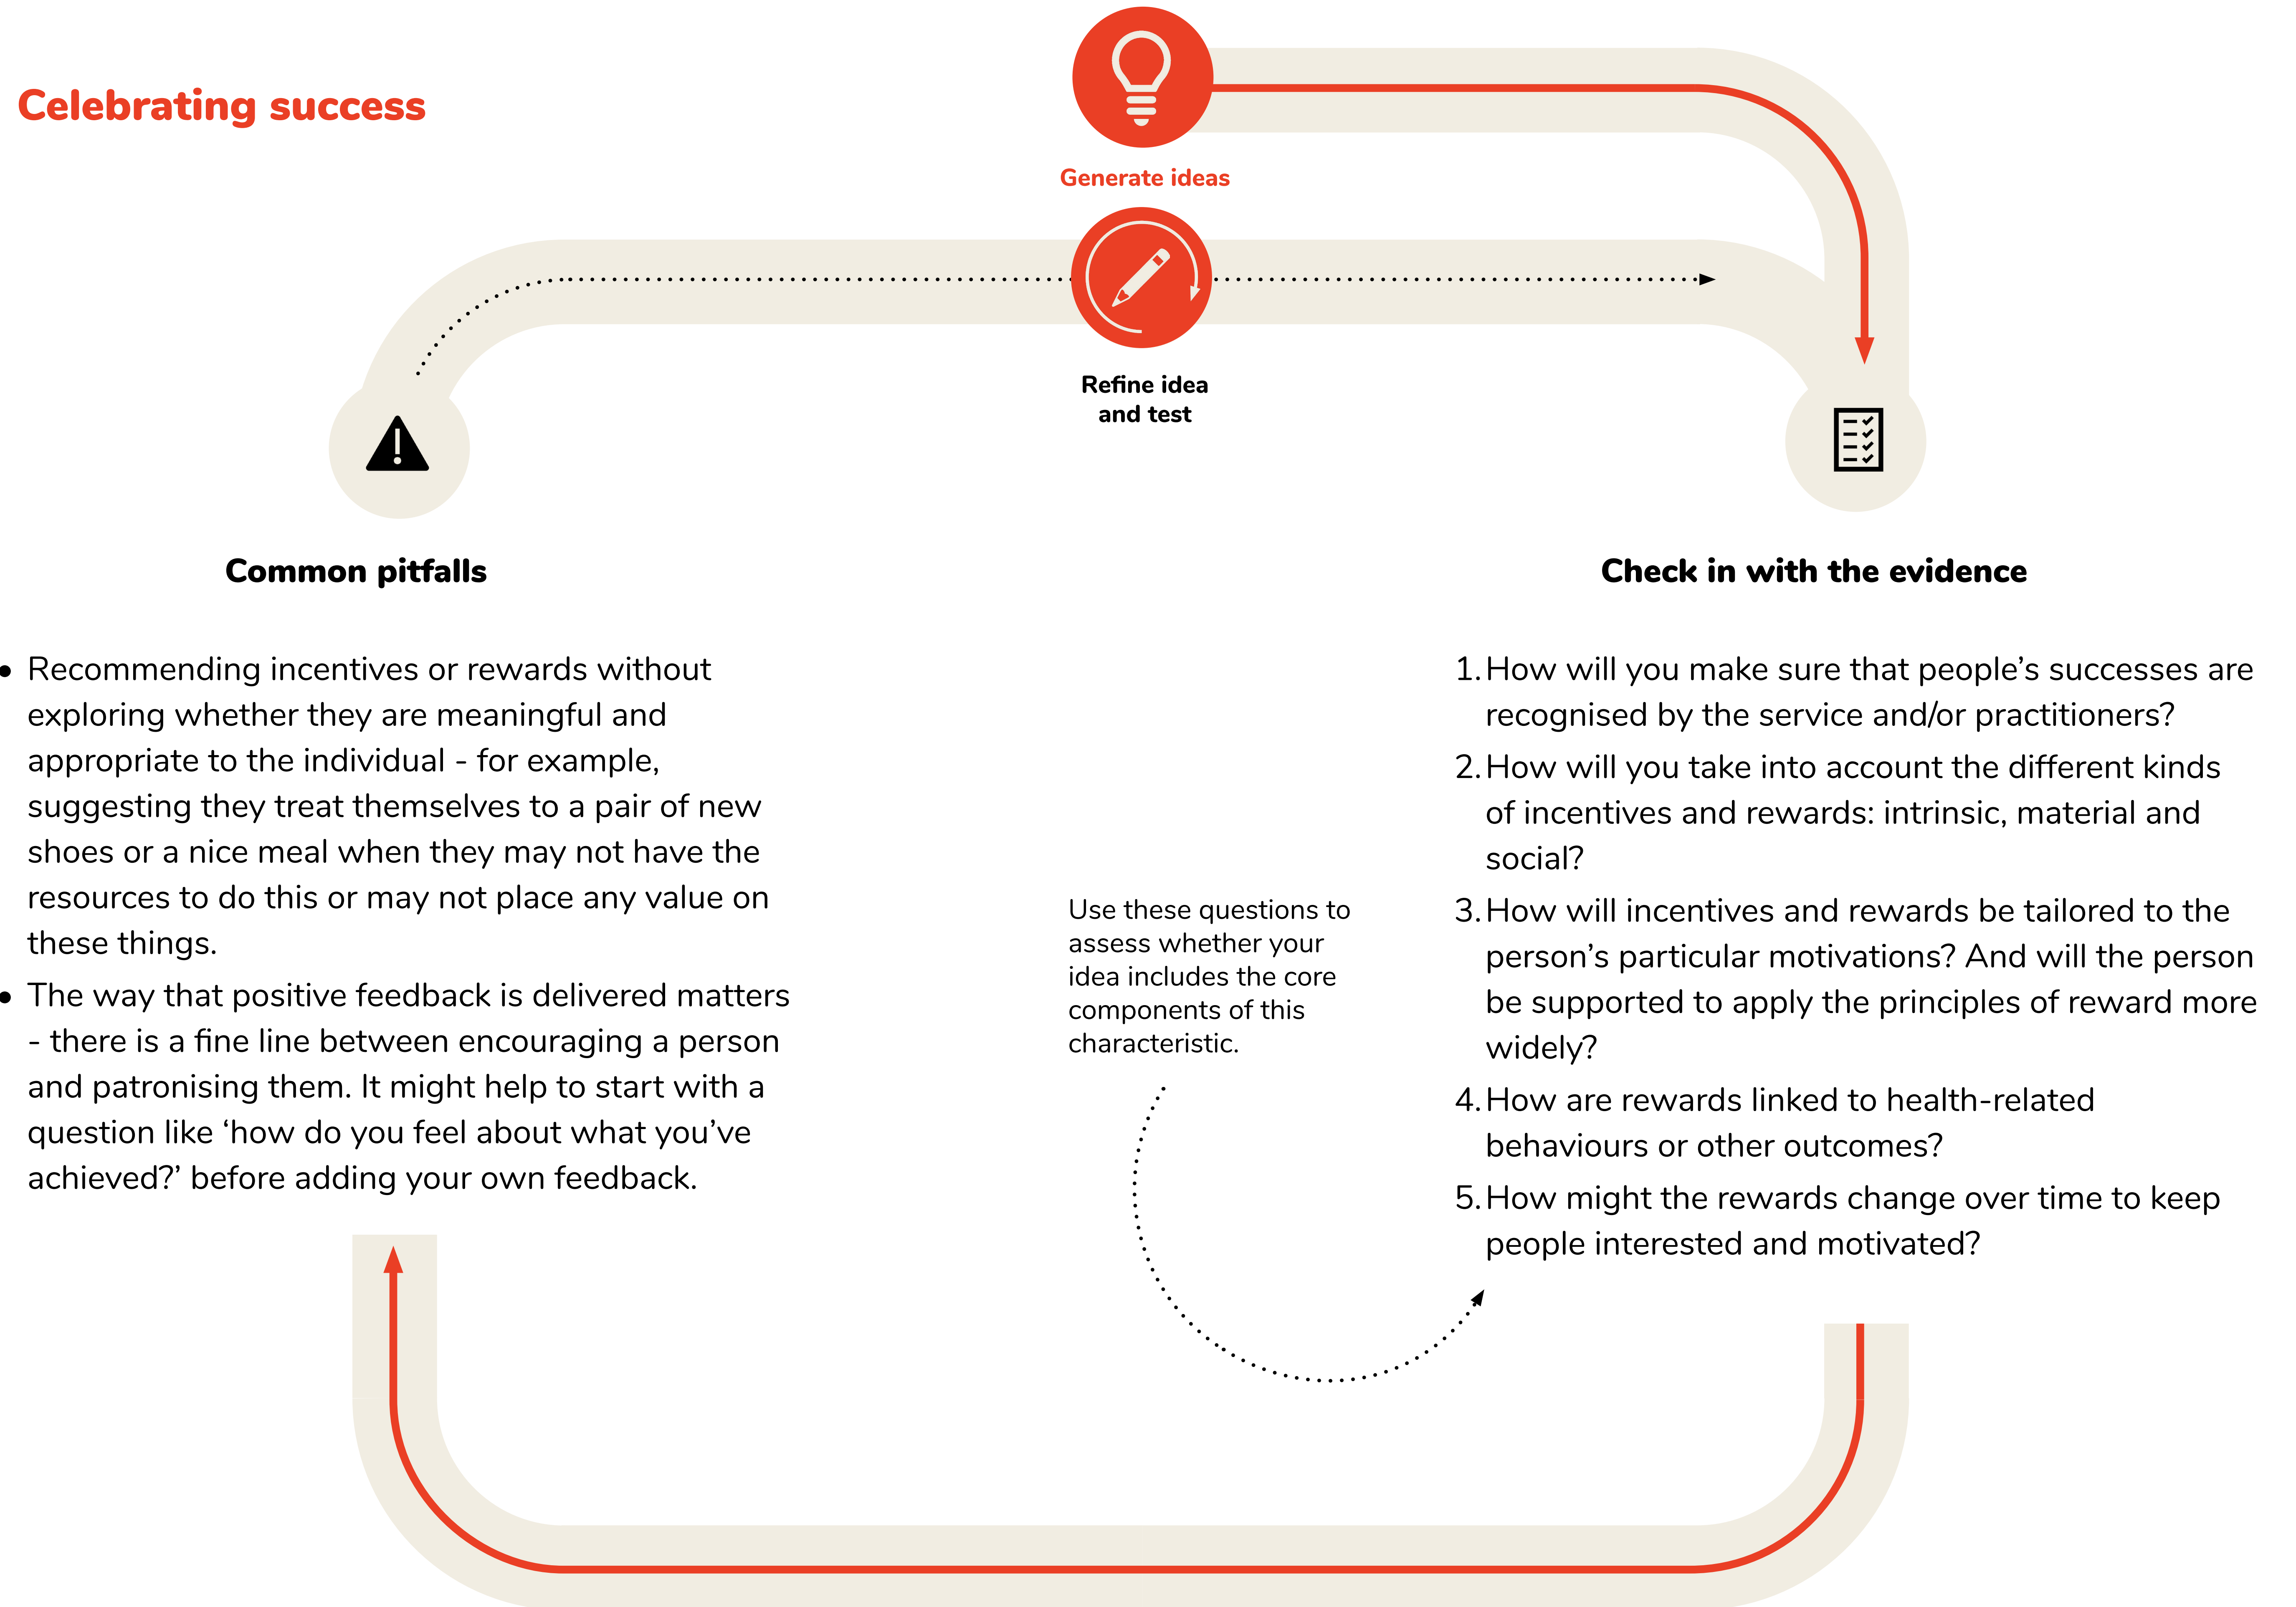 Celebrating success
Generate ideas
Refine idea
and test
Common pitfalls
• Recommending incentives or rewards without
exploring whether they are meaningful and
appropriate to the individual - for example,
suggesting they treat themselves to a pair of new
shoes or a nice meal when they may not have the
resources to do this or may not place any value on
these things.
• The way that positive feedback is delivered matters
- there is a fine line between encouraging a person
and patronising them. It might help to start with a
question like ‘how do you feel about what you’ve
achieved?’ before adding your own feedback.
Use these questions to
assess whether your
idea includes the core
components of this
characteristic.
Check in with the evidence
1. How will you make sure that people’s successes are
recognised by the service and/or practitioners?
2. How will you take into account the different kinds
of incentives and rewards: intrinsic, material and
social?
3. How will incentives and rewards be tailored to the
person’s particular motivations? And will the person
be supported to apply the principles of reward more
widely?
4. How are rewards linked to health-related
behaviours or other outcomes?
5. How might the rewards change over time to keep
people interested and motivated?